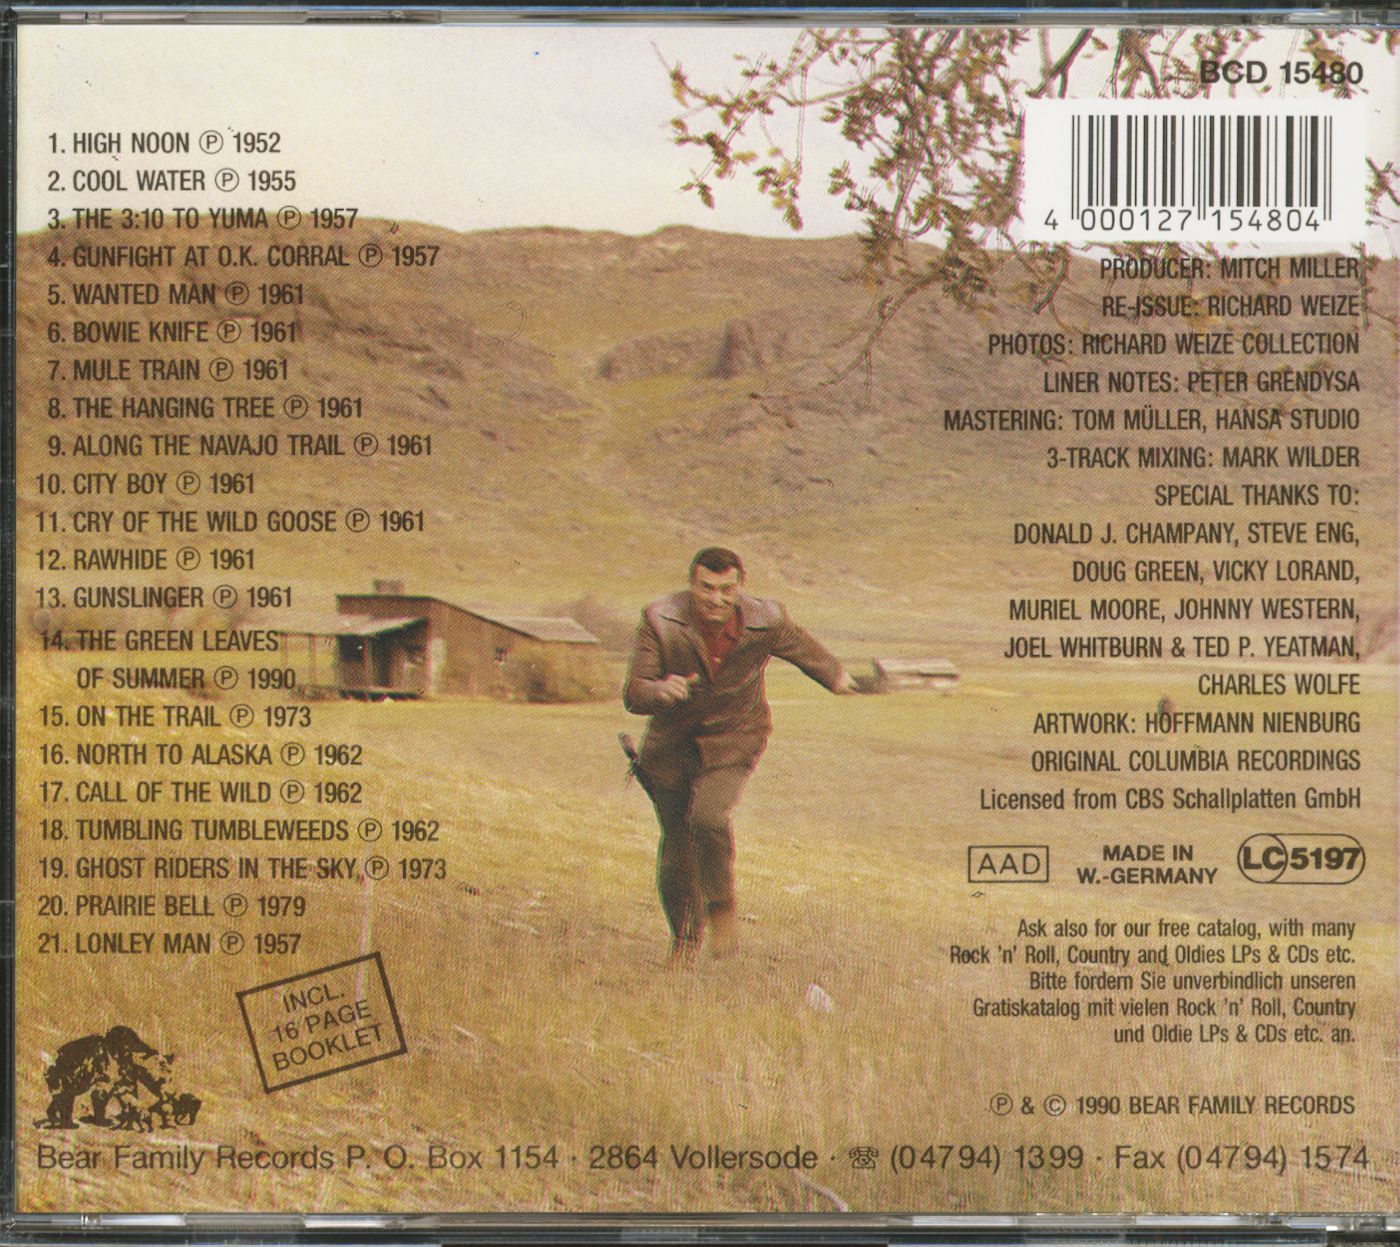 BCD 15480
4 000127 154804
1. HIGH NOON Ⓟ 1952
2. COOL WATER Ⓟ 1955
3. THE 3:10 TO YUMA Ⓟ 1957
4. GUNFIGHT AT O.K. CORRAL Ⓟ 1957
5. WANTED MAN Ⓟ 1961
6. BOWIE KNIFE Ⓟ 1961
7. MULE TRAIN Ⓟ 1961
8. THE HANGING TREE Ⓟ 1961
9. ALONG THE NAVAJO TRAIL Ⓟ 1961
10. CITY BOY Ⓟ 1961
11. CRY OF THE WILD GOOSE Ⓟ 1961
12. RAWHIDE Ⓟ 1961
13. GUNSLINGER Ⓟ 1961
14. THE GREEN LEAVES
OF SUMMER Ⓟ 1990
15. ON THE TRAIL Ⓟ 1973
16. NORTH TO ALASKA Ⓟ 1962
17. CALL OF THE WILD Ⓟ 1962
18. TUMBLING TUMBLEWEEDS Ⓟ 1962
19. GHOST RIDERS IN THE SKY Ⓟ 1973
20. PRAIRIE BELL Ⓟ 1979
21. LONLEY MAN Ⓟ 1957
INCL.
16 PAGE
BOOKLET
PRODUCER: MITCH MILLER
RE-ISSUE: RICHARD WEIZE
PHOTOS: RICHARD WEIZE COLLECTION
LINER NOTES: PETER GRENDYSA
MASTERING: TOM MÜLLER, HANSA STUDIO
3-TRACK MIXING: MARK WILDER
SPECIAL THANKS TO:
DONALD J. CHAMPANY, STEVE ENG,
DOUG GREEN, VICKY LORAND,
MURIEL MOORE, JOHNNY WESTERN,
JOEL WHITBURN & TED P. YEATMAN,
CHARLES WOLFE
ARTWORK: HOFFMANN NIENBURG
ORIGINAL COLUMBIA RECORDINGS
Licensed from CBS Schallplatten GmbH
AAD
MADE IN
W.-GERMANY
LC 5197
Ask also for our free catalog, with many
Rock 'n' Roll, Country and Oldies LPs & CDs etc.
Bitte fordern Sie unverbindlich unseren
Gratiskatalog mit vielen Rock 'n' Roll, Country
und Oldie LPs & CDs etc. an.
Ⓟ & © 1990 BEAR FAMILY RECORDS
Bear Family Records P. O. Box 1154 · 2864 Vollersode · ☏ (04794) 1399 · Fax (04794) 1574